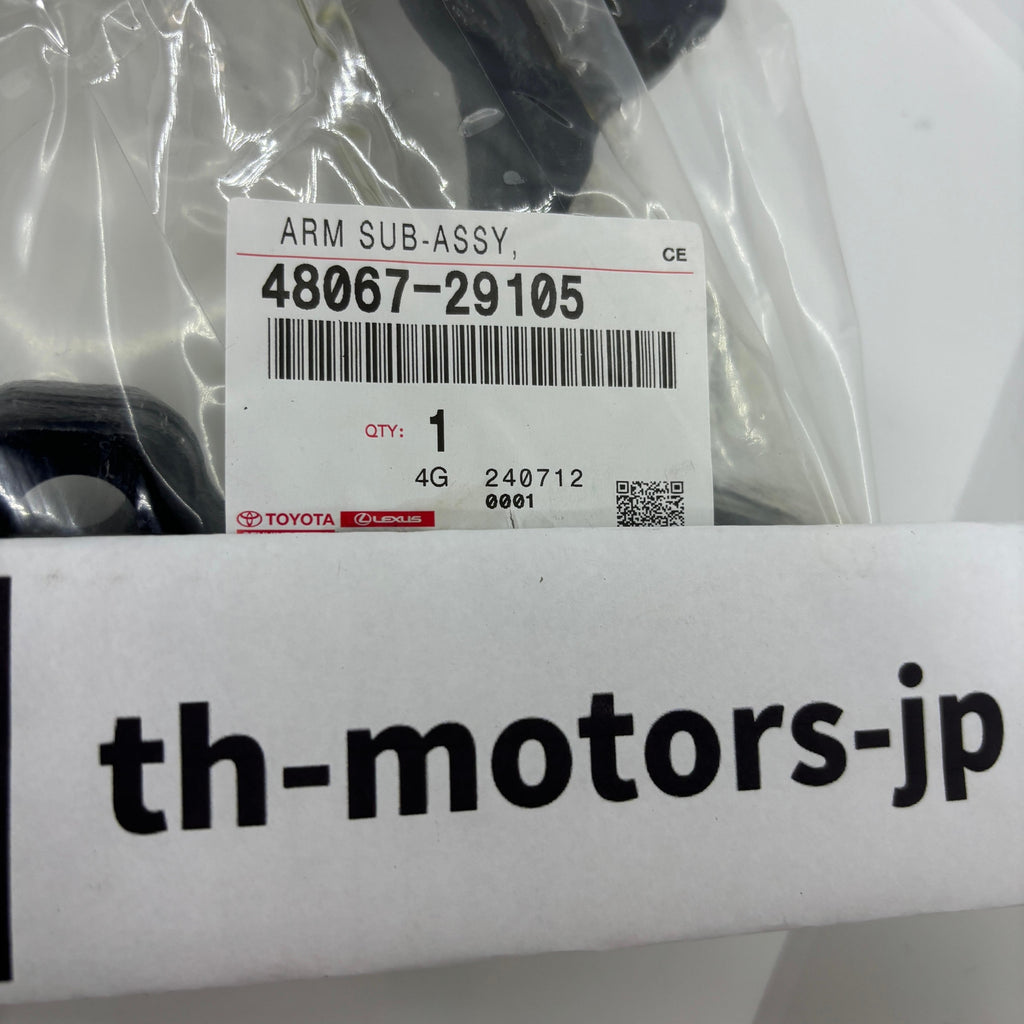 ARM SUB-ASSY,
CE
48067-29105
QTY: 1
4G 240712
0001
TOYOTA LEXUS
th-motors-jp